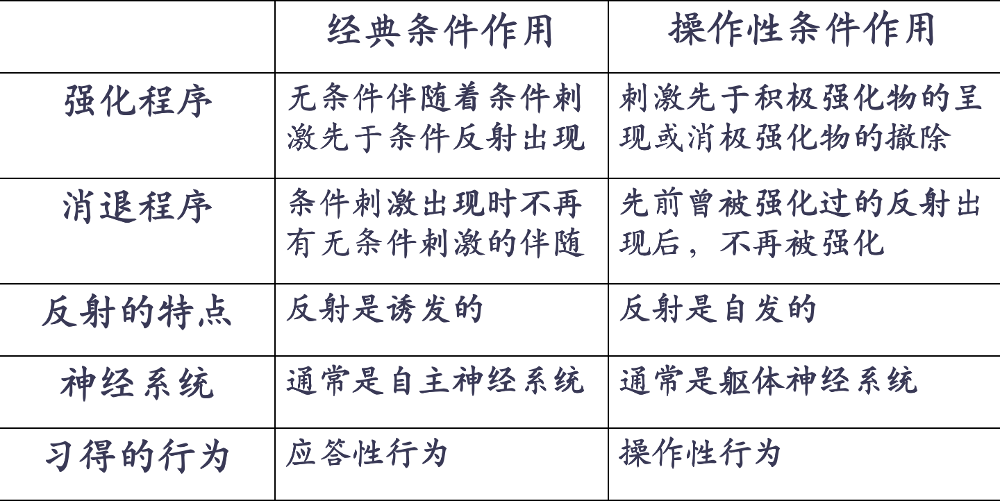 经典条件作用
操作性条件作用
强化程序
无条件伴随着条件刺
激先于条件反射出现
刺激先于积极强化物的呈
现或消极强化物的撤除
消退程序
条件刺激出现时不再
有无条件刺激的伴随
先前曾被强化过的反射出
现后，不再被强化
反射的特点
反射是诱发的
反射是自发的
神经系统
通常是自主神经系统
通常是躯体神经系统
习得的行为
应答性行为
操作性行为